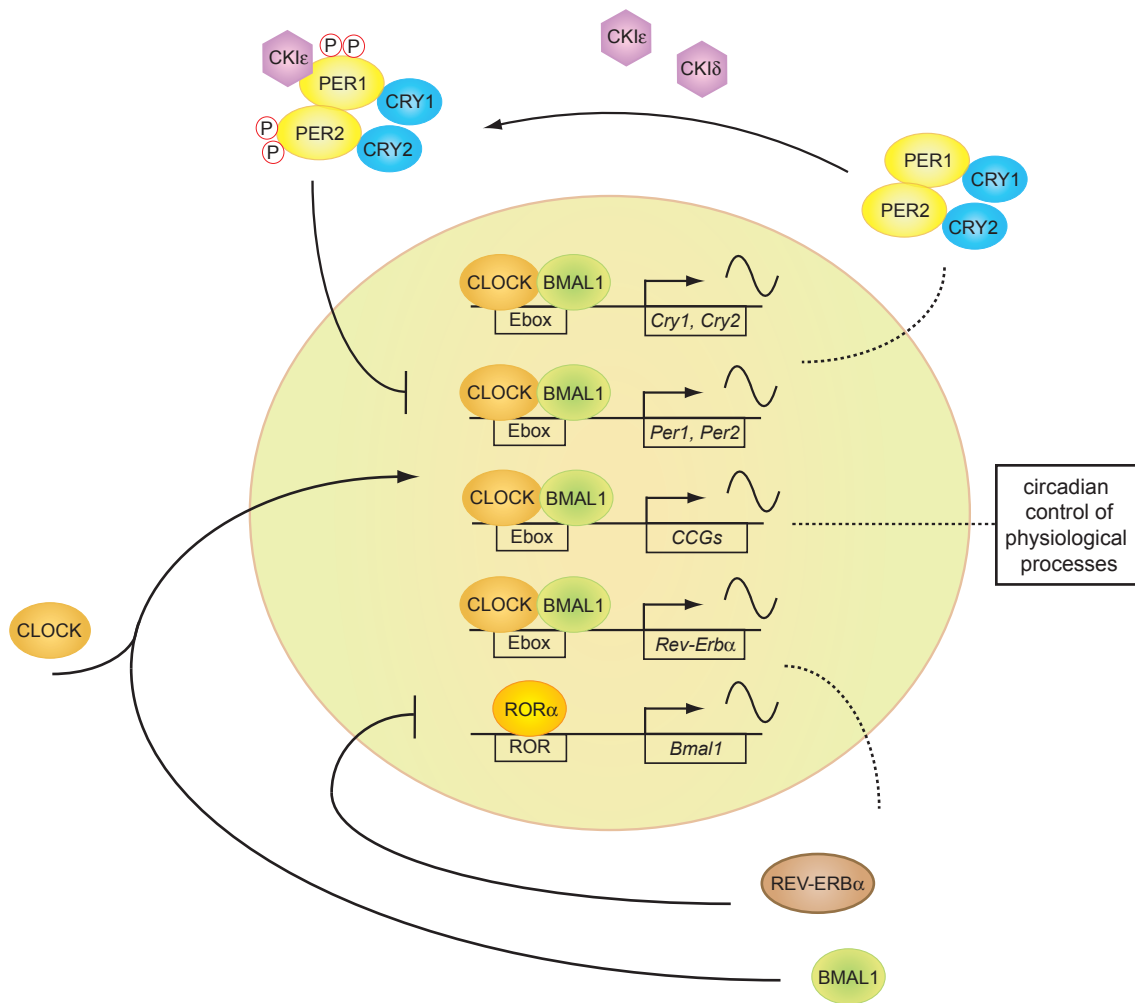 CKIε
P P
PER1
CRY1
P
P
PER2
CRY2
CKIε
CKIδ
PER1
CRY1
PER2
CRY2
CLOCK BMAL1
Ebox
Cry1, Cry2
CLOCK BMAL1
Ebox
Per1, Per2
CLOCK BMAL1
Ebox
CCGs
circadian
control of
physiological
processes
CLOCK BMAL1
Ebox
Rev-Erbα
CLOCK
RORα
ROR
Bmal1
REV-ERBα
BMAL1